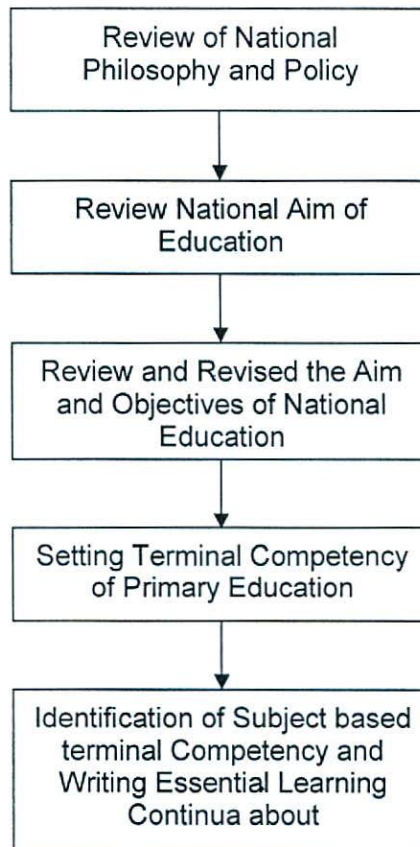 Review of National
Philosophy and Policy
Review National Aim of
Education
Review and Revised the Aim
and Objectives of National
Education
Setting Terminal Competency
of Primary Education
Identification of Subject based
terminal Competency and
Writing Essential Learning
Continua about